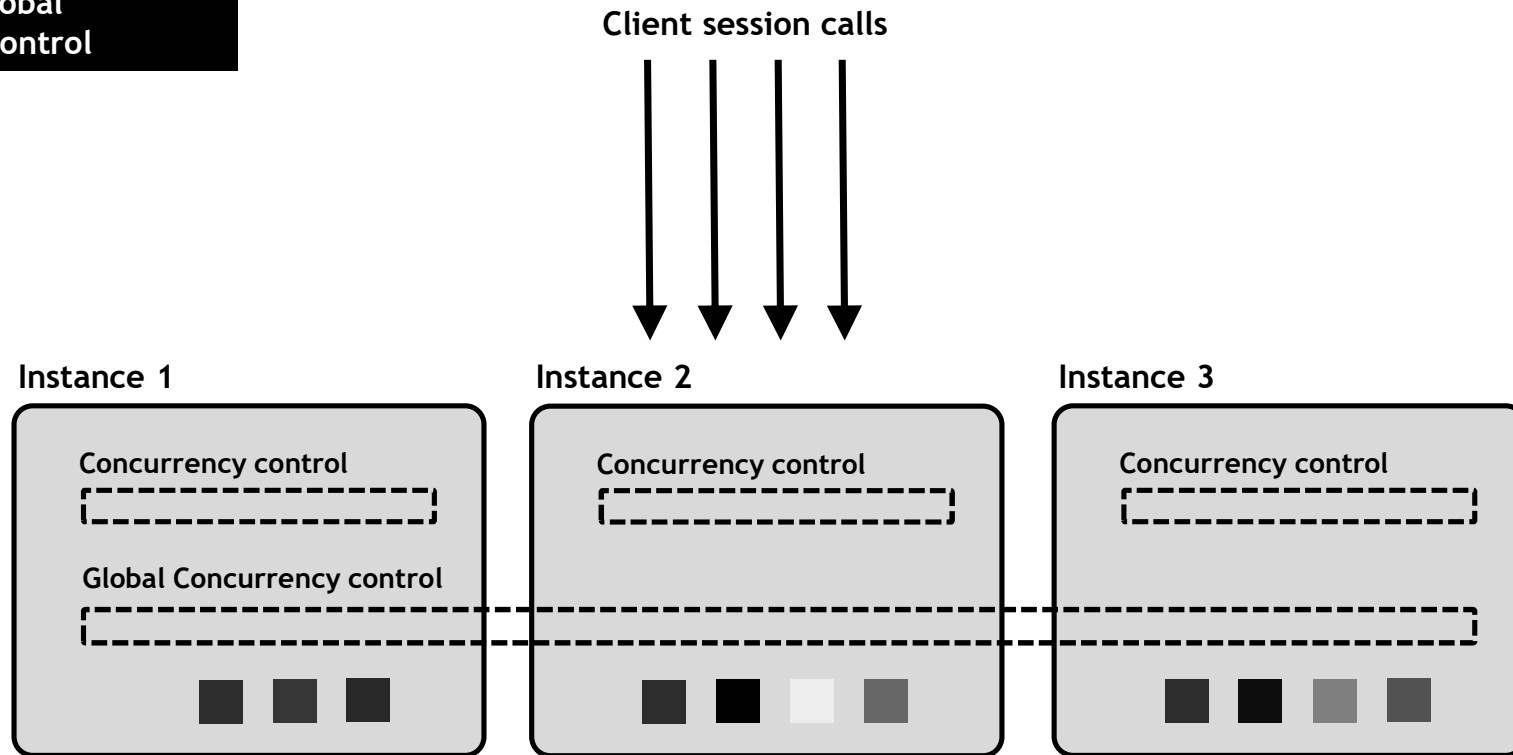 Client session calls
Instance 1
Instance 2
Instance 3
Concurrency control
Concurrency control
Concurrency control
Global Concurrency control